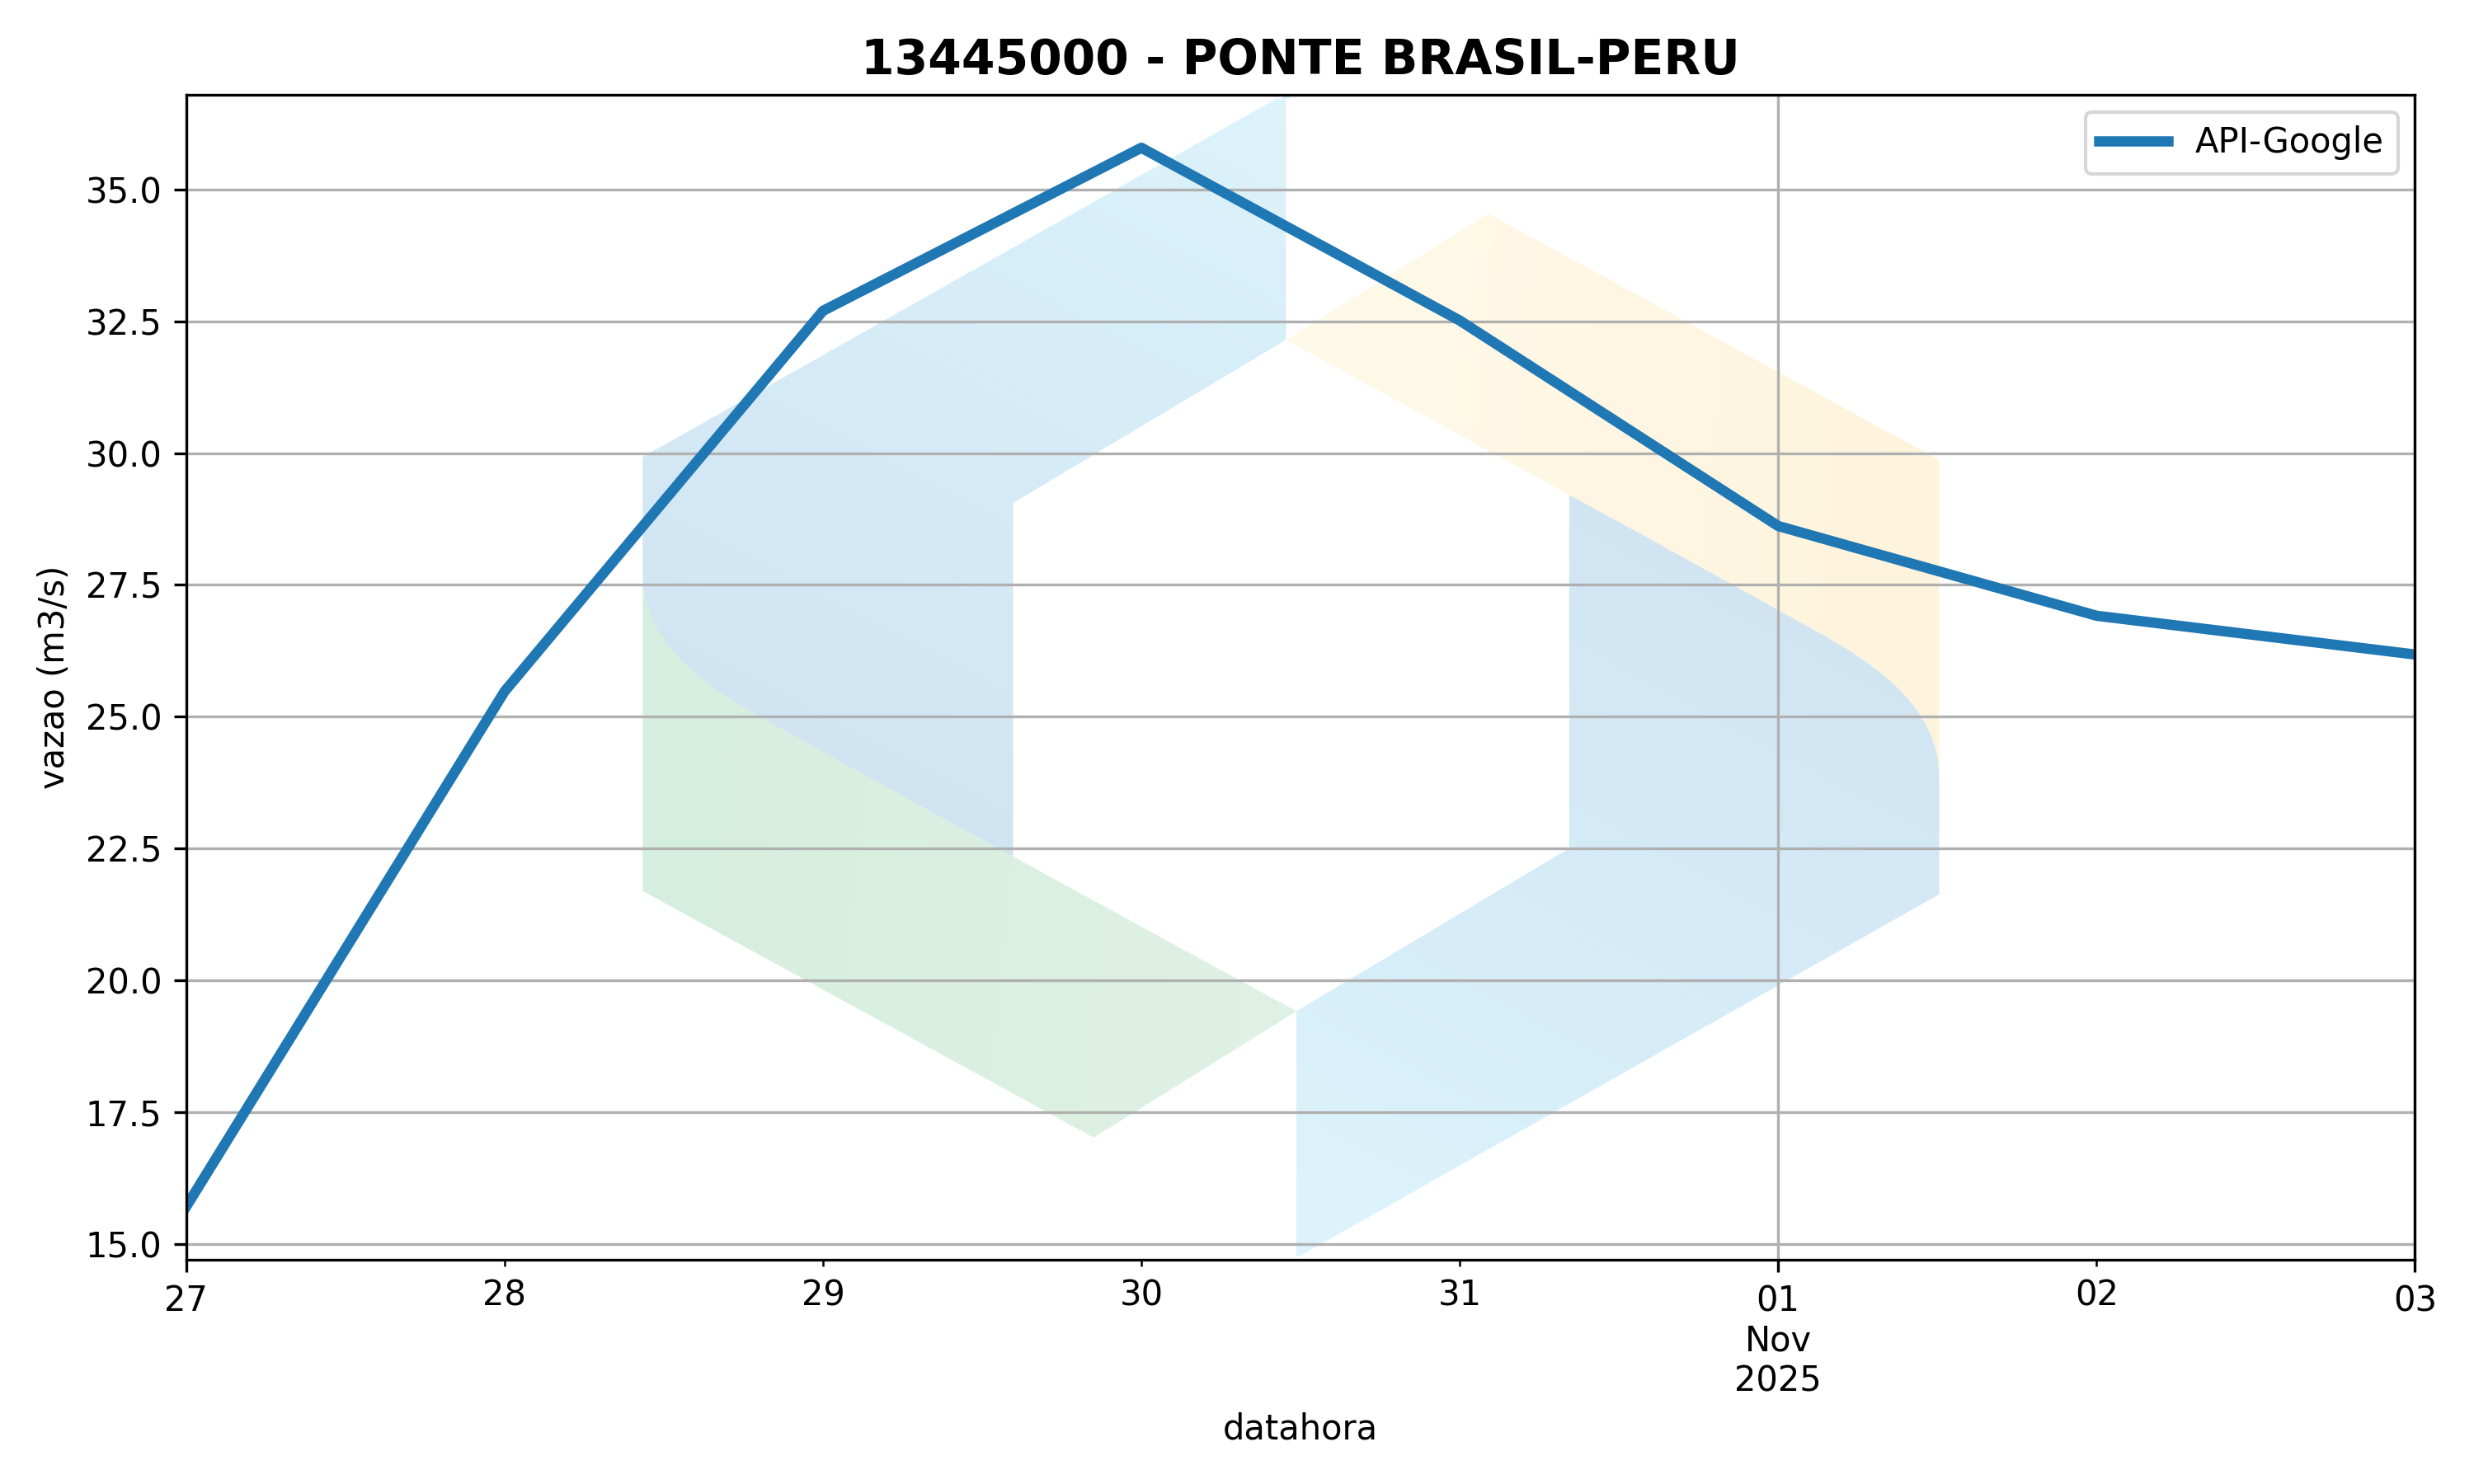 13445000 - PONTE BRASIL-PERU
API-Google
vazao (m3/s)
35.0
32.5
30.0
27.5
25.0
22.5
20.0
17.5
15.0
27 28 29 30 31 01 02 03
Nov
2025
datahora